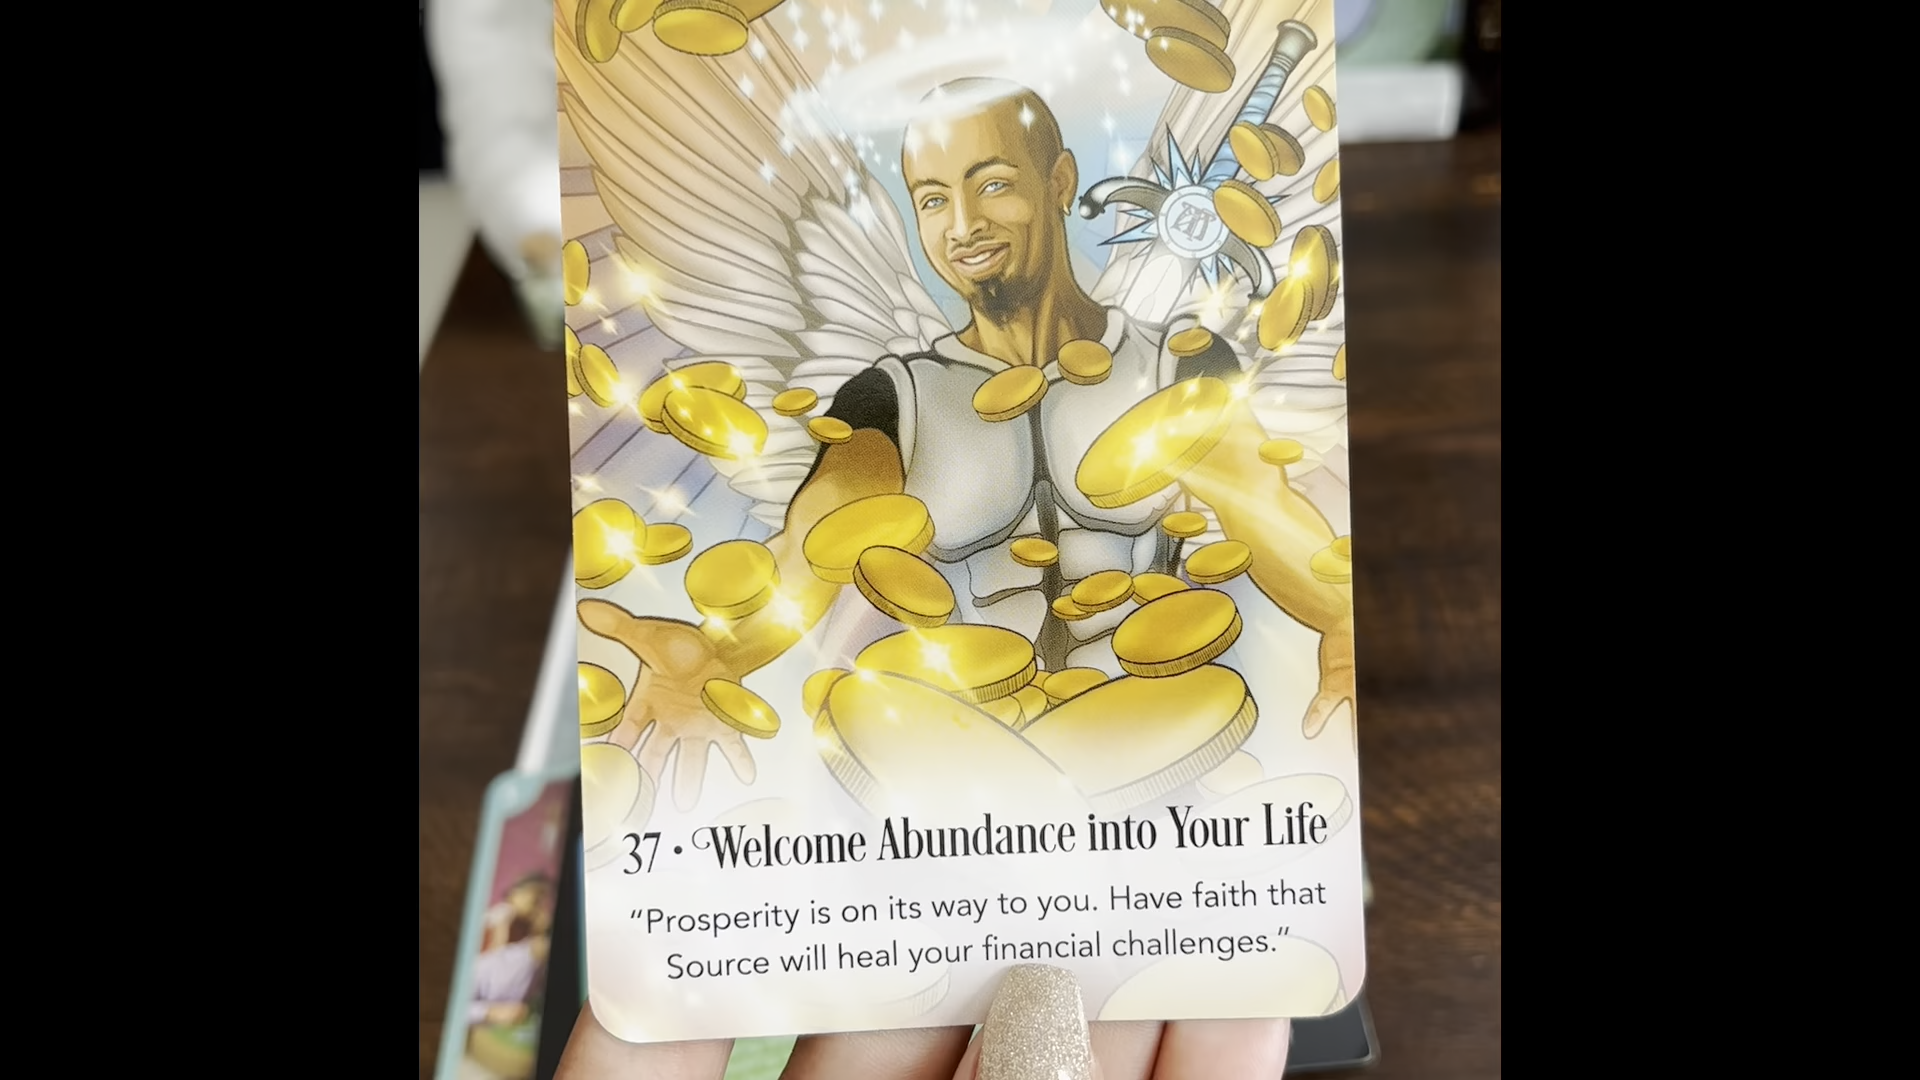 37 • Welcome Abundance into Your Life
“Prosperity is on its way to you. Have faith that
Source will heal your financial challenges.”